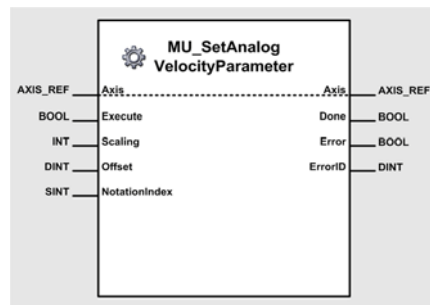 MU_SetAnalog
VelocityParameter
AXIS_REF Axis Axis AXIS_REF
BOOL Execute Done BOOL
INT Scaling Error BOOL
DINT Offset ErrorID DINT
SINT NotationIndex